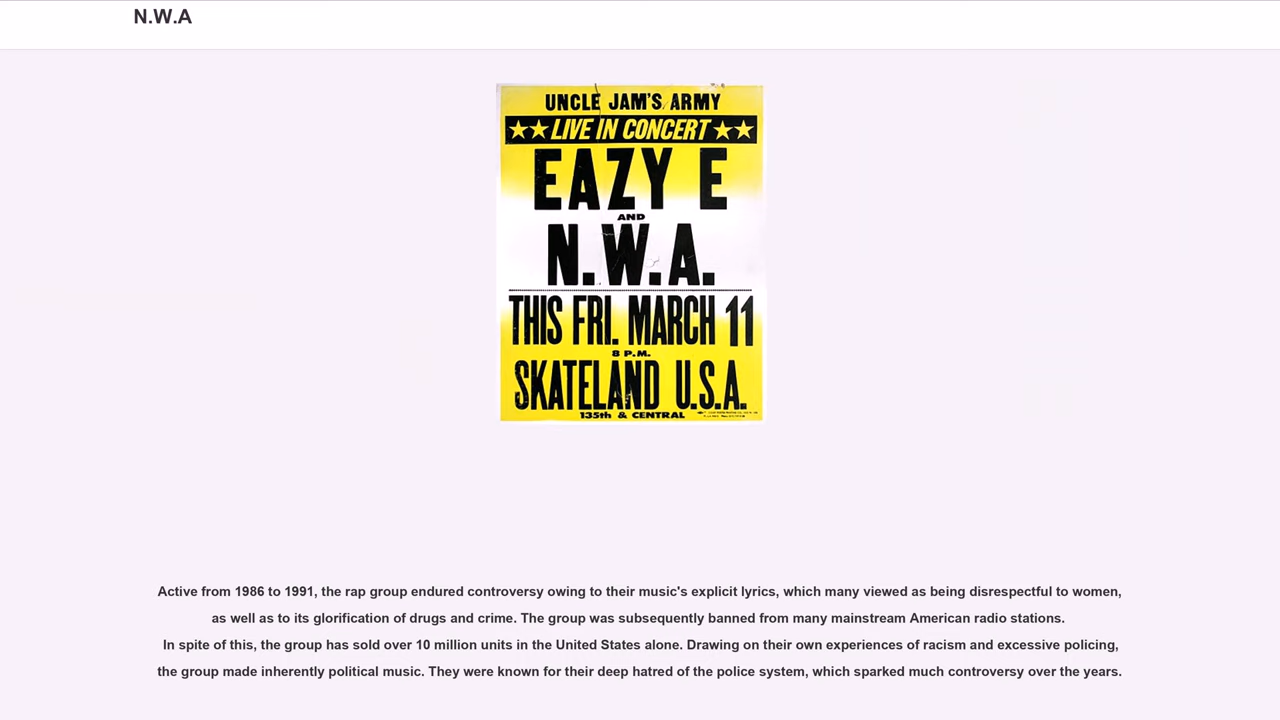 N.W.A
UNCLE JAM'S ARMY
LIVE IN CONCERT
EAZY E
AND
N.W.A.
THIS FRI. MARCH 11
8 P.M.
SKATELAND U.S.A.
135th & CENTRAL
Active from 1986 to 1991, the rap group endured controversy owing to their music's explicit lyrics, which many viewed as being disrespectful to women,
as well as to its glorification of drugs and crime. The group was subsequently banned from many mainstream American radio stations.
In spite of this, the group has sold over 10 million units in the United States alone. Drawing on their own experiences of racism and excessive policing,
the group made inherently political music. They were known for their deep hatred of the police system, which sparked much controversy over the years.